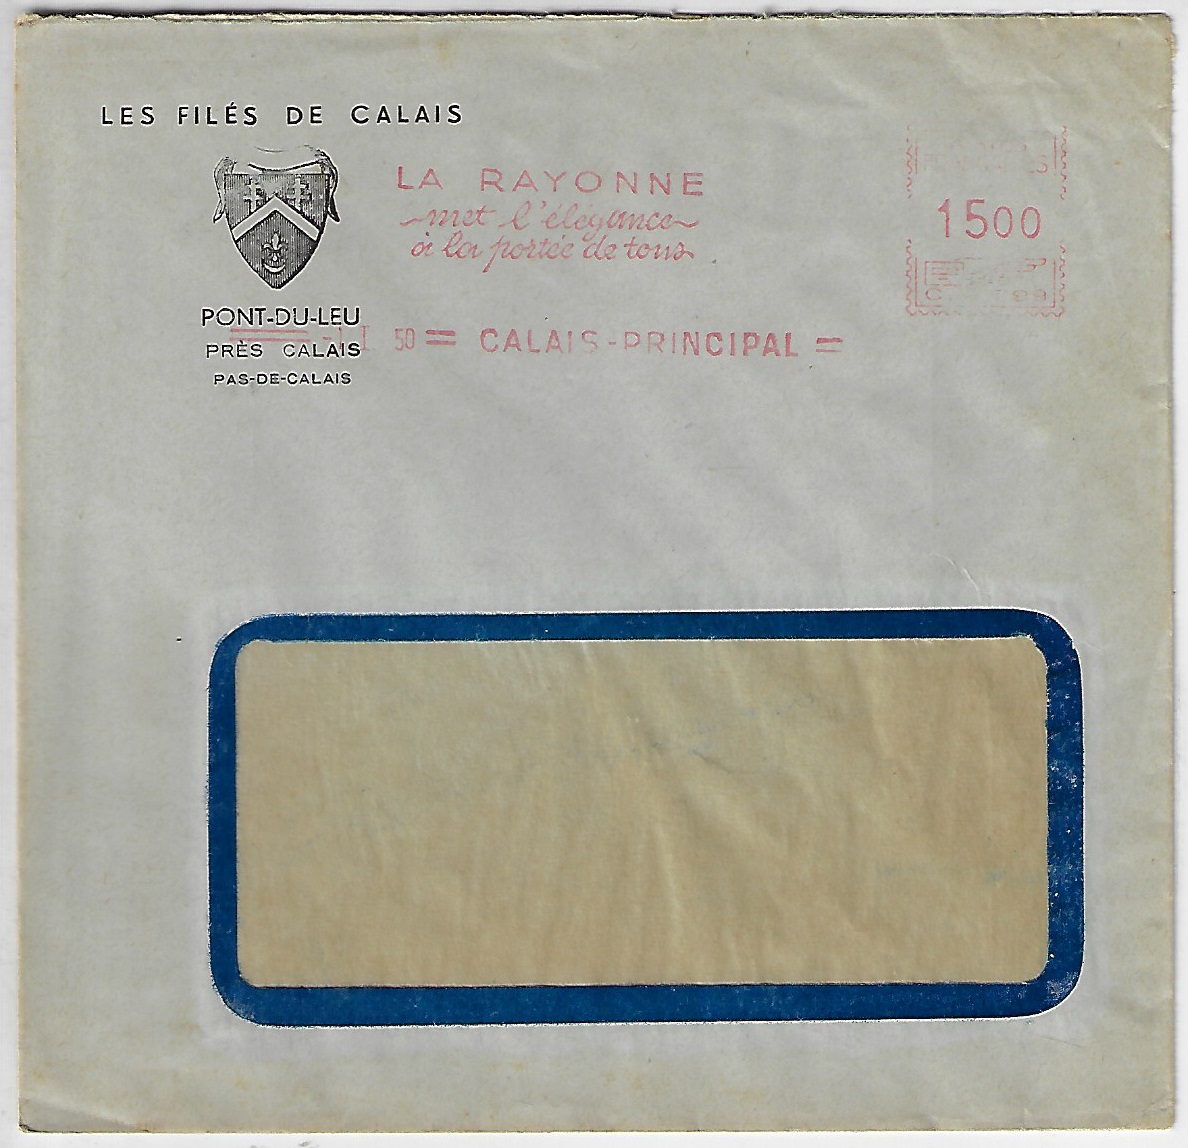 LES FILÉS DE CALAIS
LA RAYONNE
met l'élégance
à la portée de tous
1500
PONT-DU-LEU
50 = CALAIS-PRINCIPAL =
PRÈS CALAIS
PAS-DE-CALAIS